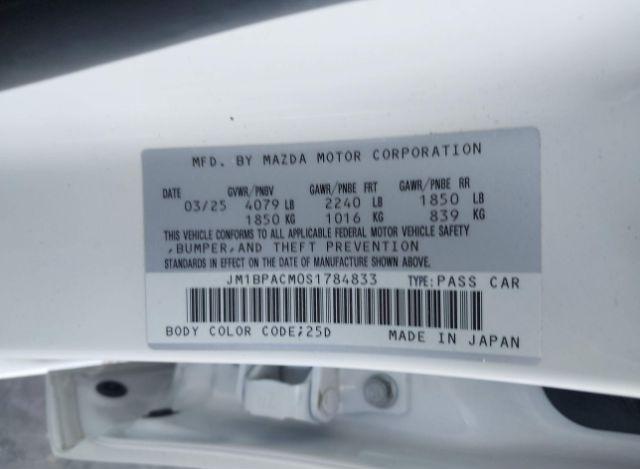 MFD. BY MAZDA MOTOR CORPORATION
DATE GVWR/PNBV GAWR/PNBE FRT GAWR/PNBE RR
03/25 4079 LB 2240 LB 1850 LB
1850 KG 1016 KG 839 KG
THIS VEHICLE CONFORMS TO ALL APPLICABLE FEDERAL MOTOR VEHICLE SAFETY
,BUMPER,AND THEFT PREVENTION
STANDARDS IN EFFECT ON THE DATE OF MANUFACTURE SHOWN ABOVE.
JM1BPACM0S1784833 TYPE:PASS CAR
BODY COLOR CODE;25D MADE IN JAPAN